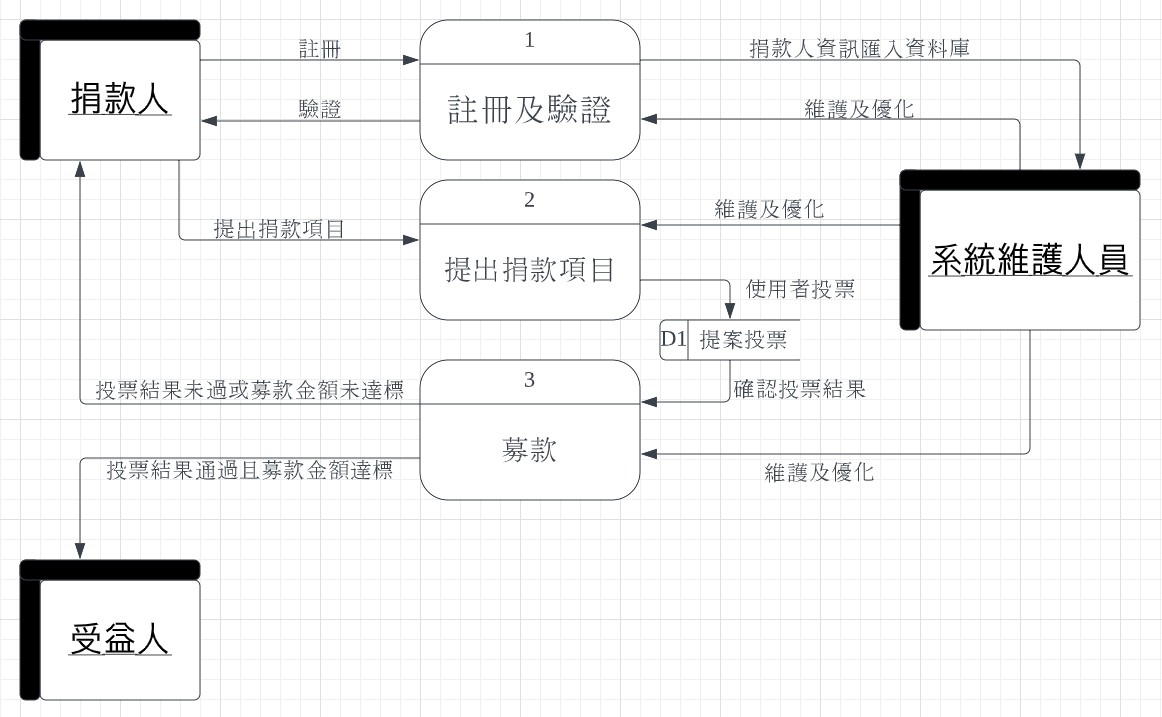 捐款人
註冊
驗證
1
註冊及驗證
捐款人資訊匯入資料庫
維護及優化
提出捐款項目
2
提出捐款項目
維護及優化
系統維護人員
使用者投票
D1 提案投票
確認投票結果
投票結果未過或募款金額未達標
3
募款
投票結果通過且募款金額達標
維護及優化
受益人